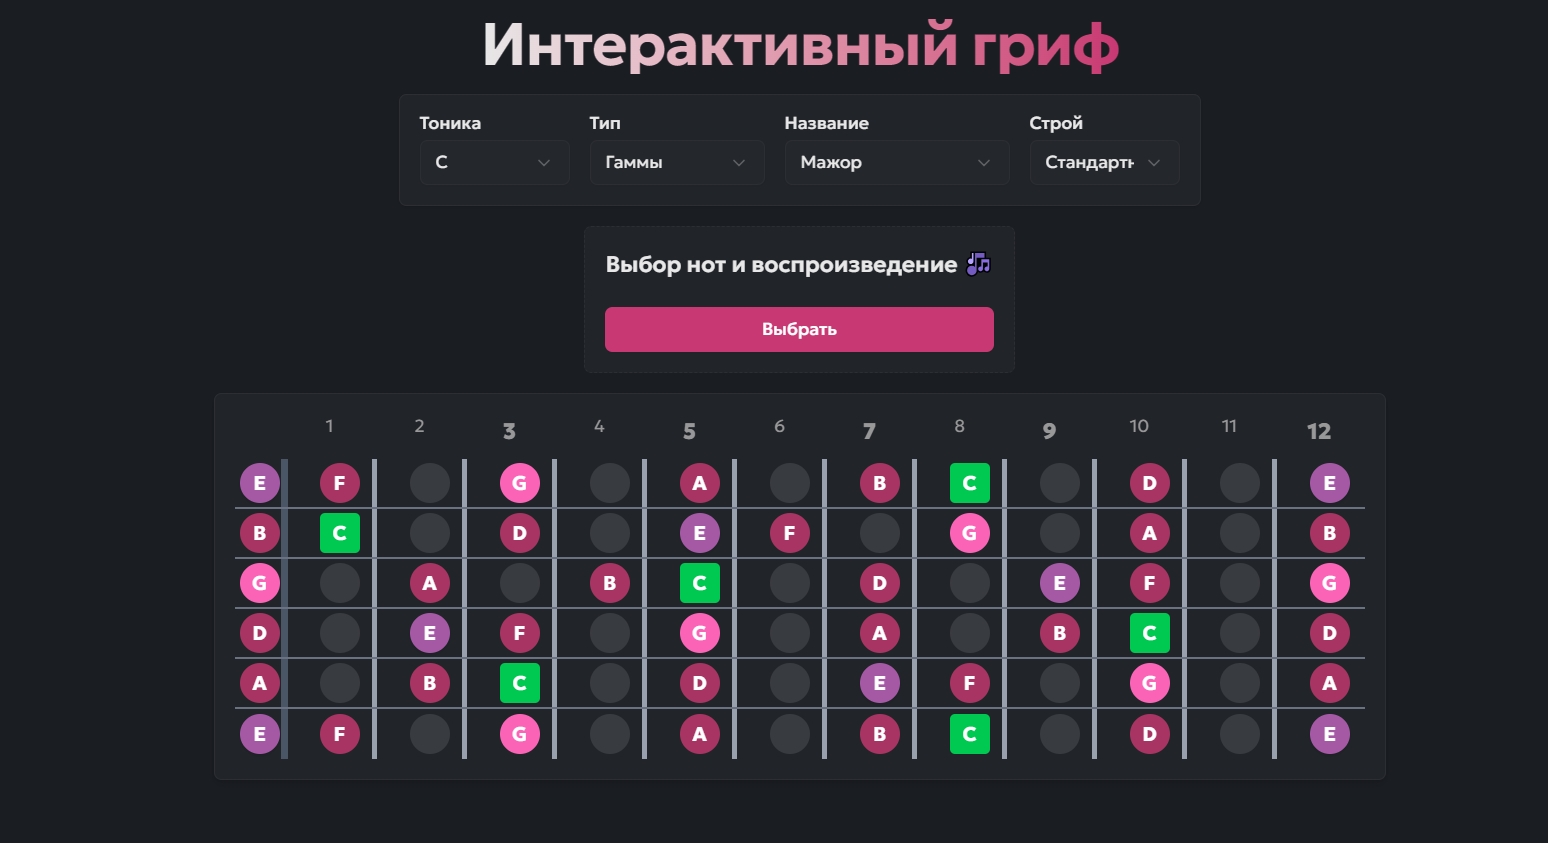 Интерактивный гриф
Тоника Тип Название Строй
C Гаммы Мажор Стандартн
Выбор нот и воспроизведение
Выбрать
1 2 3 4 5 6 7 8 9 10 11 12
E F G A B C D E
B C D E F G A B
G A B C D E F G
D E F G A B C D
A B C D E F G A
E F G A B C D E